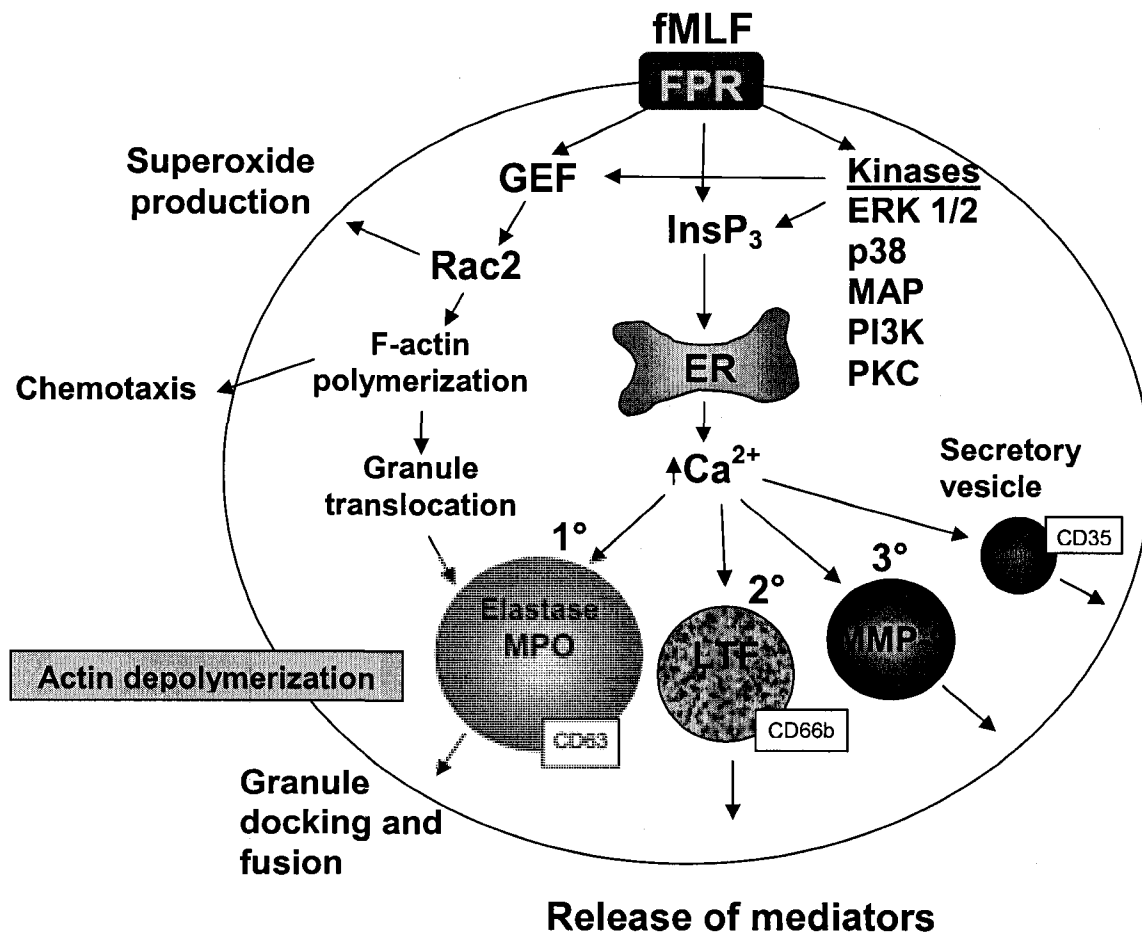 fMLF
FPR
Superoxide
production
GEF
Kinases
ERK 1/2
p38
MAP
PI3K
PKC
InsP₃
Rac2
F-actin
polymerization
ER
Chemotaxis
Granule
translocation
Ca²⁺
Secretory
vesicle
CD35
1°
2°
3°
Elastase
MPO
LTF
MMP
Actin depolymerization
CD63
CD66b
Granule
docking and
fusion
Release of mediators